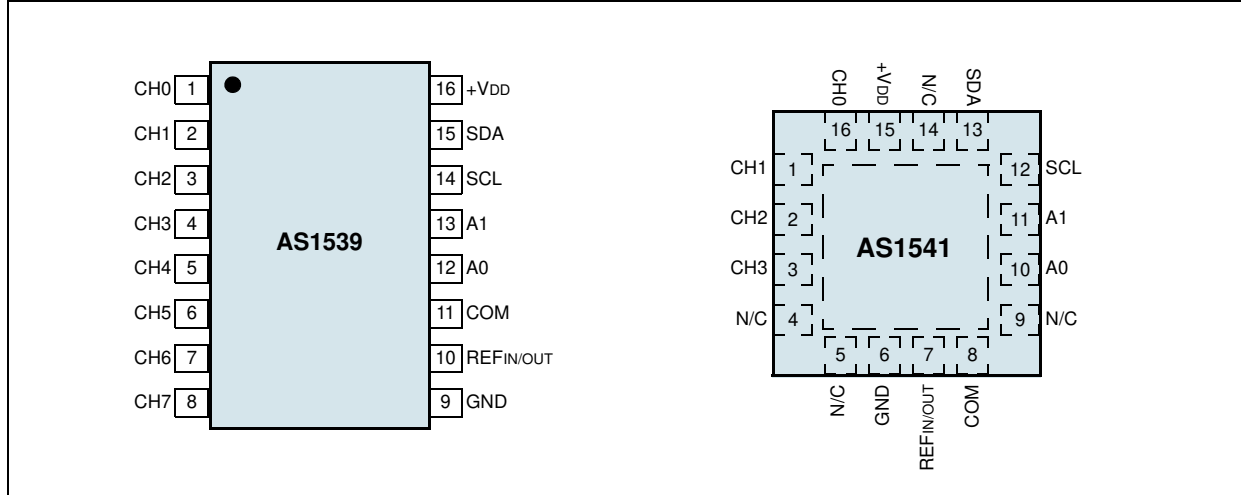 CH0 1
CH1 2
CH2 3
CH3 4
CH4 5
CH5 6
CH6 7
CH7 8
AS1539
16 +VDD
15 SDA
14 SCL
13 A1
12 A0
11 COM
10 REFIN/OUT
9 GND
CH0
+VDD
N/C
SDA
16 15 14 13
CH1 1
CH2 2
CH3 3
N/C 4
AS1541
12 SCL
11 A1
10 A0
9 N/C
5 6 7 8
N/C
GND
REFIN/OUT
COM